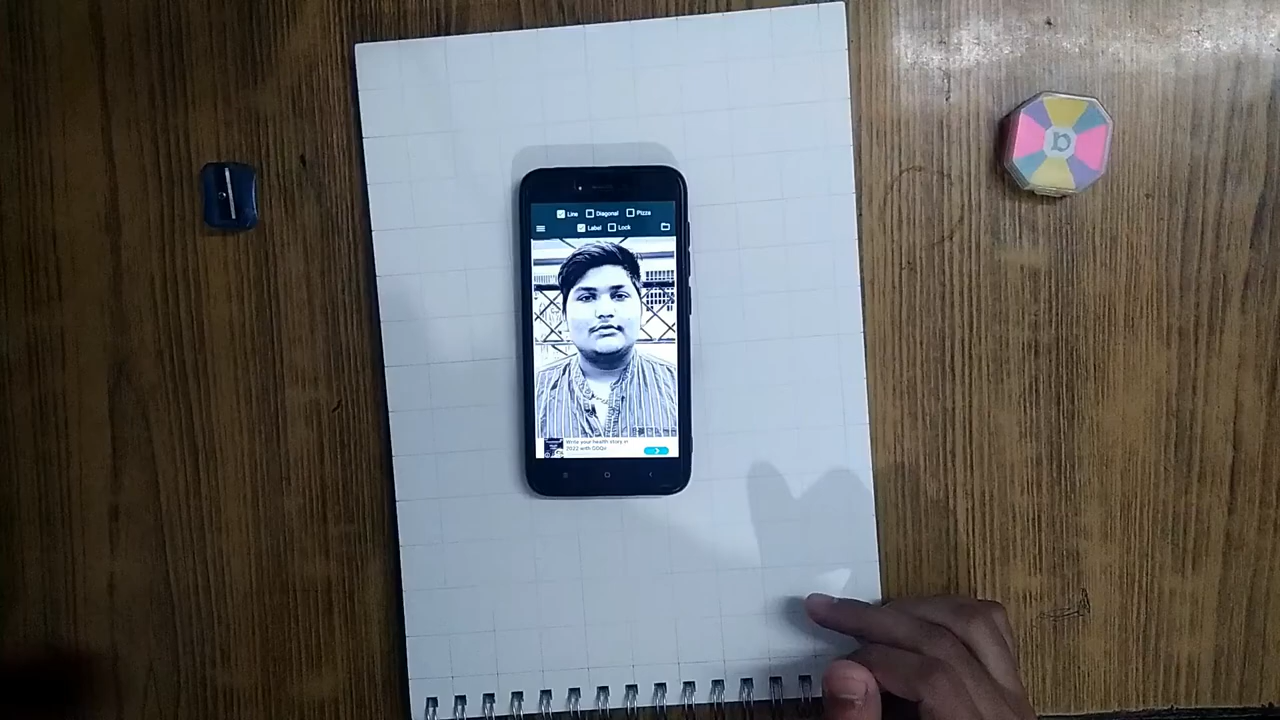 Line Diagonal Pizza
Label Lock
Write your health story in
2022 with GOQii